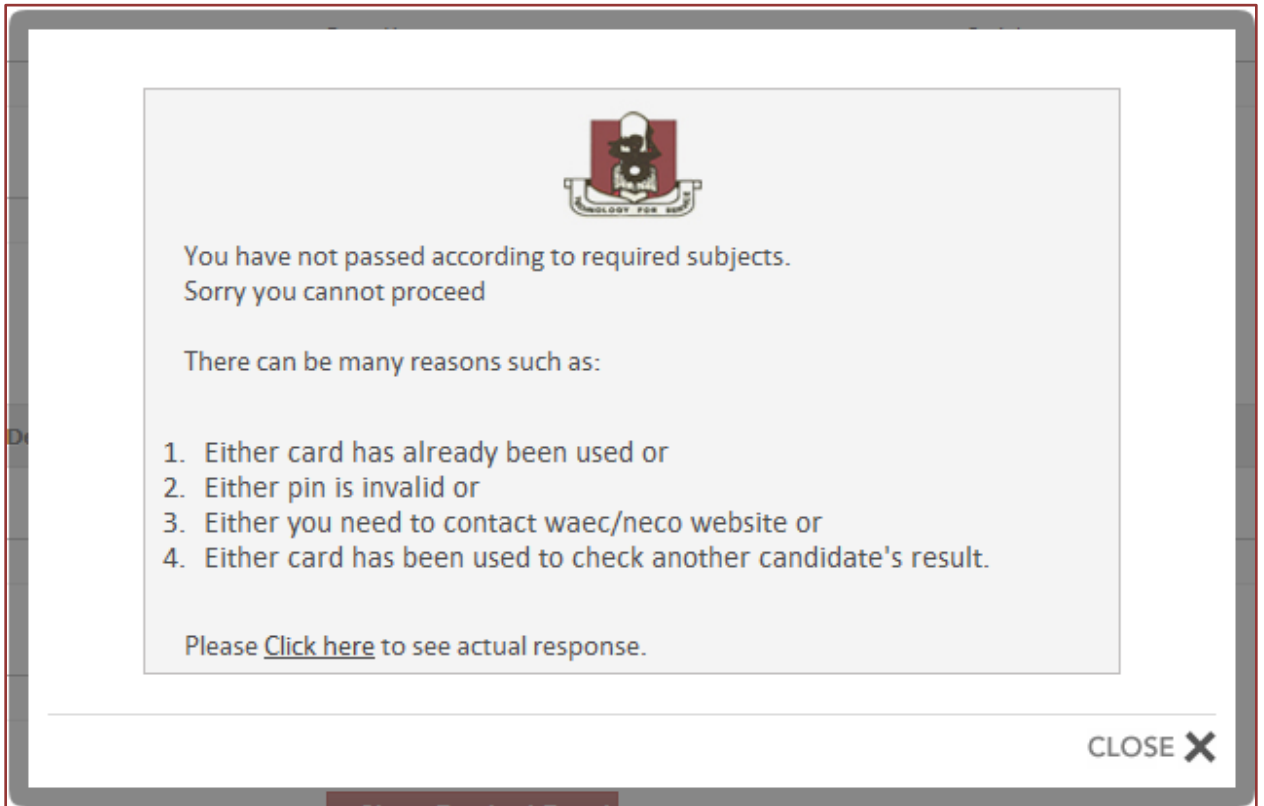 TECHNOLOGY FOR SERVICE
You have not passed according to required subjects.
Sorry you cannot proceed
There can be many reasons such as:
1. Either card has already been used or
2. Either pin is invalid or
3. Either you need to contact waec/neco website or
4. Either card has been used to check another candidate's result.
Please Click here to see actual response.
CLOSE